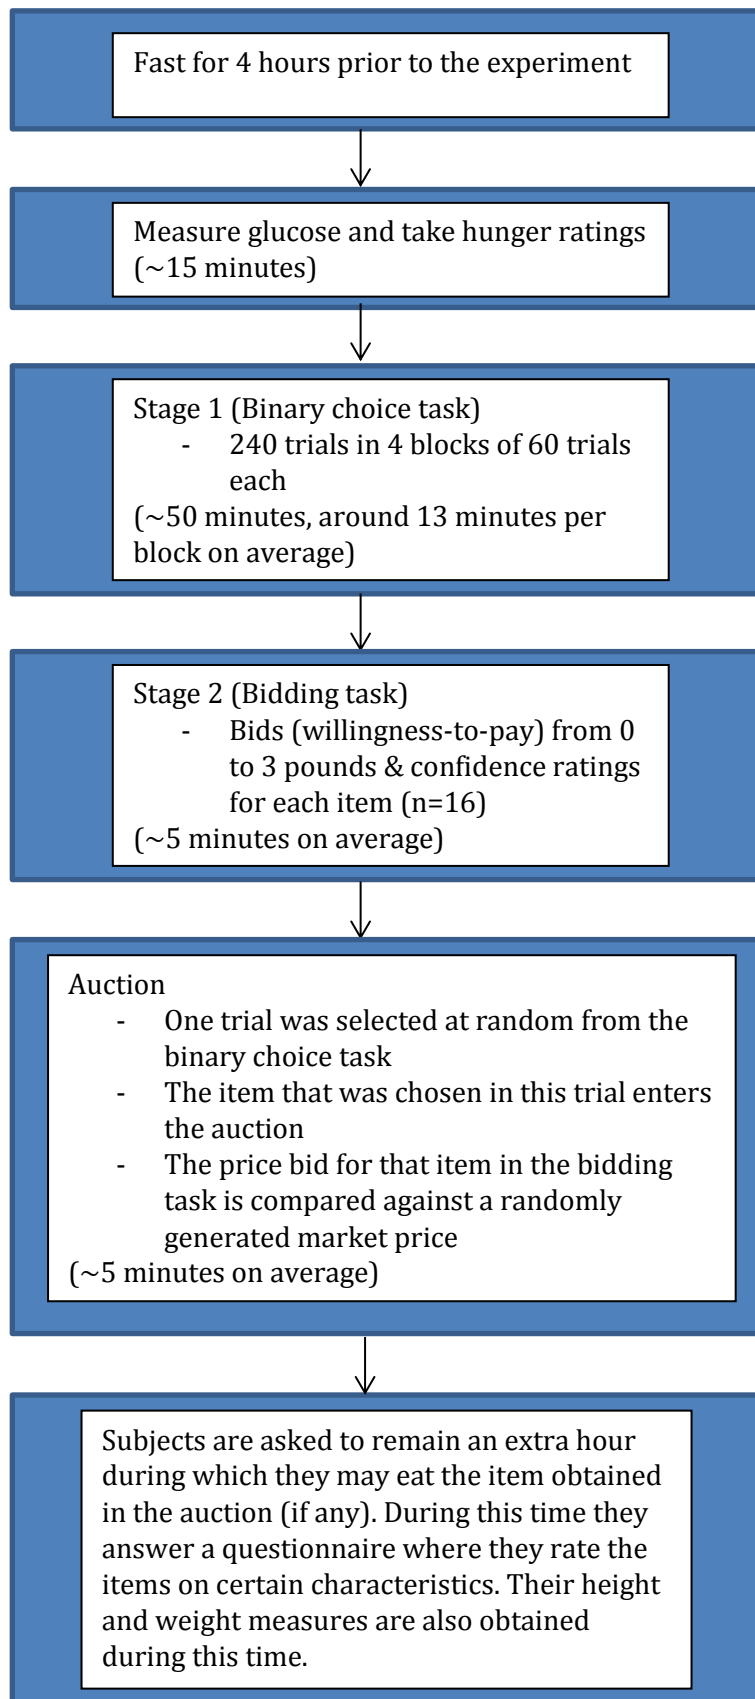 Fast for 4 hours prior to the experiment
Measure glucose and take hunger ratings
(~15 minutes)
Stage 1 (Binary choice task)
- 240 trials in 4 blocks of 60 trials
each
(~50 minutes, around 13 minutes per
block on average)
Stage 2 (Bidding task)
- Bids (willingness-to-pay) from 0
to 3 pounds & confidence ratings
for each item (n=16)
(~5 minutes on average)
Auction
- One trial was selected at random from the
binary choice task
- The item that was chosen in this trial enters
the auction
- The price bid for that item in the bidding
task is compared against a randomly
generated market price
(~5 minutes on average)
Subjects are asked to remain an extra hour
during which they may eat the item obtained
in the auction (if any). During this time they
answer a questionnaire where they rate the
items on certain characteristics. Their height
and weight measures are also obtained
during this time.